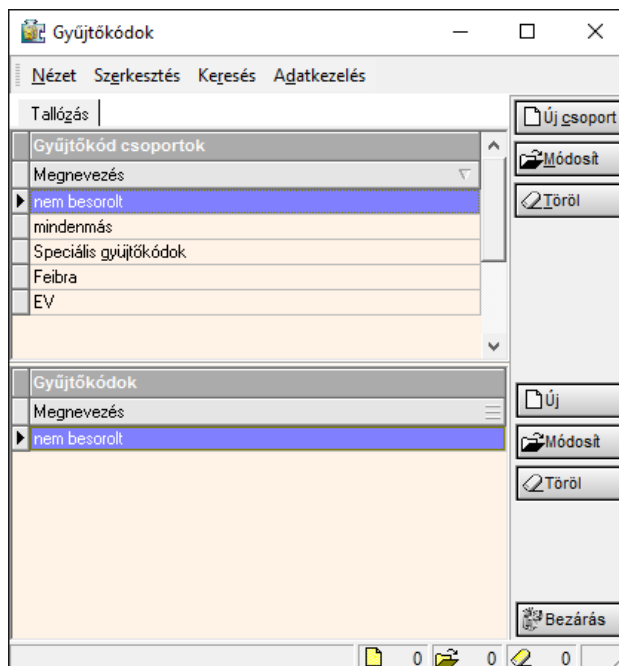 Gyűjtőkódok
Nézet Szerkesztés Keresés Adatkezelés
Tallózás
Gyűjtőkód csoportok
Megnevezés
nem besorolt
mindenmás
Speciális gyüjtőkódok
Feibra
EV
Új csoport
Módosít
Töröl
Gyűjtőkódok
Megnevezés
nem besorolt
Új
Módosít
Töröl
Bezárás
0 0 0